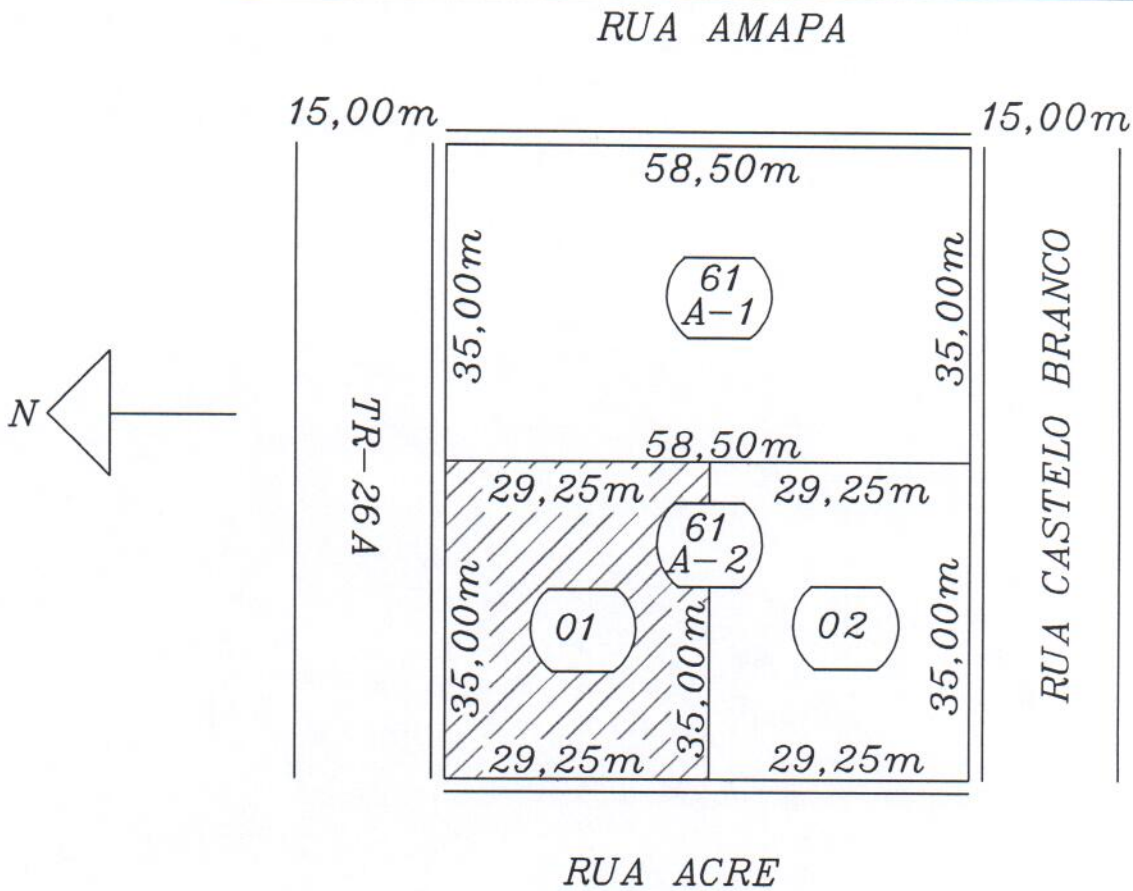 RUA AMAPA
15,00m
15,00m
58,50m
35,00m
61
A-1
35,00m
RUA CASTELO BRANCO
N
TR-26A
58,50m
29,25m
29,25m
61
A-2
35,00m
01
35,00m
02
35,00m
29,25m
29,25m
RUA ACRE